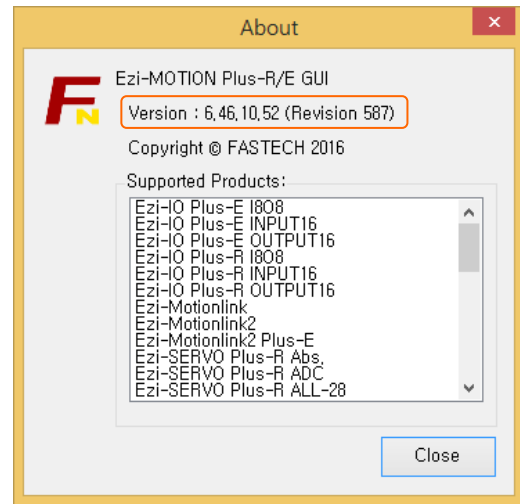 About
Ezi-MOTION Plus-R/E GUI
Version : 6,46,10,52 (Revision 587)
Copyright © FASTECH 2016
Supported Products:
Ezi-IO Plus-E I8O8
Ezi-IO Plus-E INPUT16
Ezi-IO Plus-E OUTPUT16
Ezi-IO Plus-R I8O8
Ezi-IO Plus-R INPUT16
Ezi-IO Plus-R OUTPUT16
Ezi-Motionlink
Ezi-Motionlink2
Ezi-Motionlink2 Plus-E
Ezi-SERVO Plus-R Abs,
Ezi-SERVO Plus-R ADC
Ezi-SERVO Plus-R ALL-28
Close